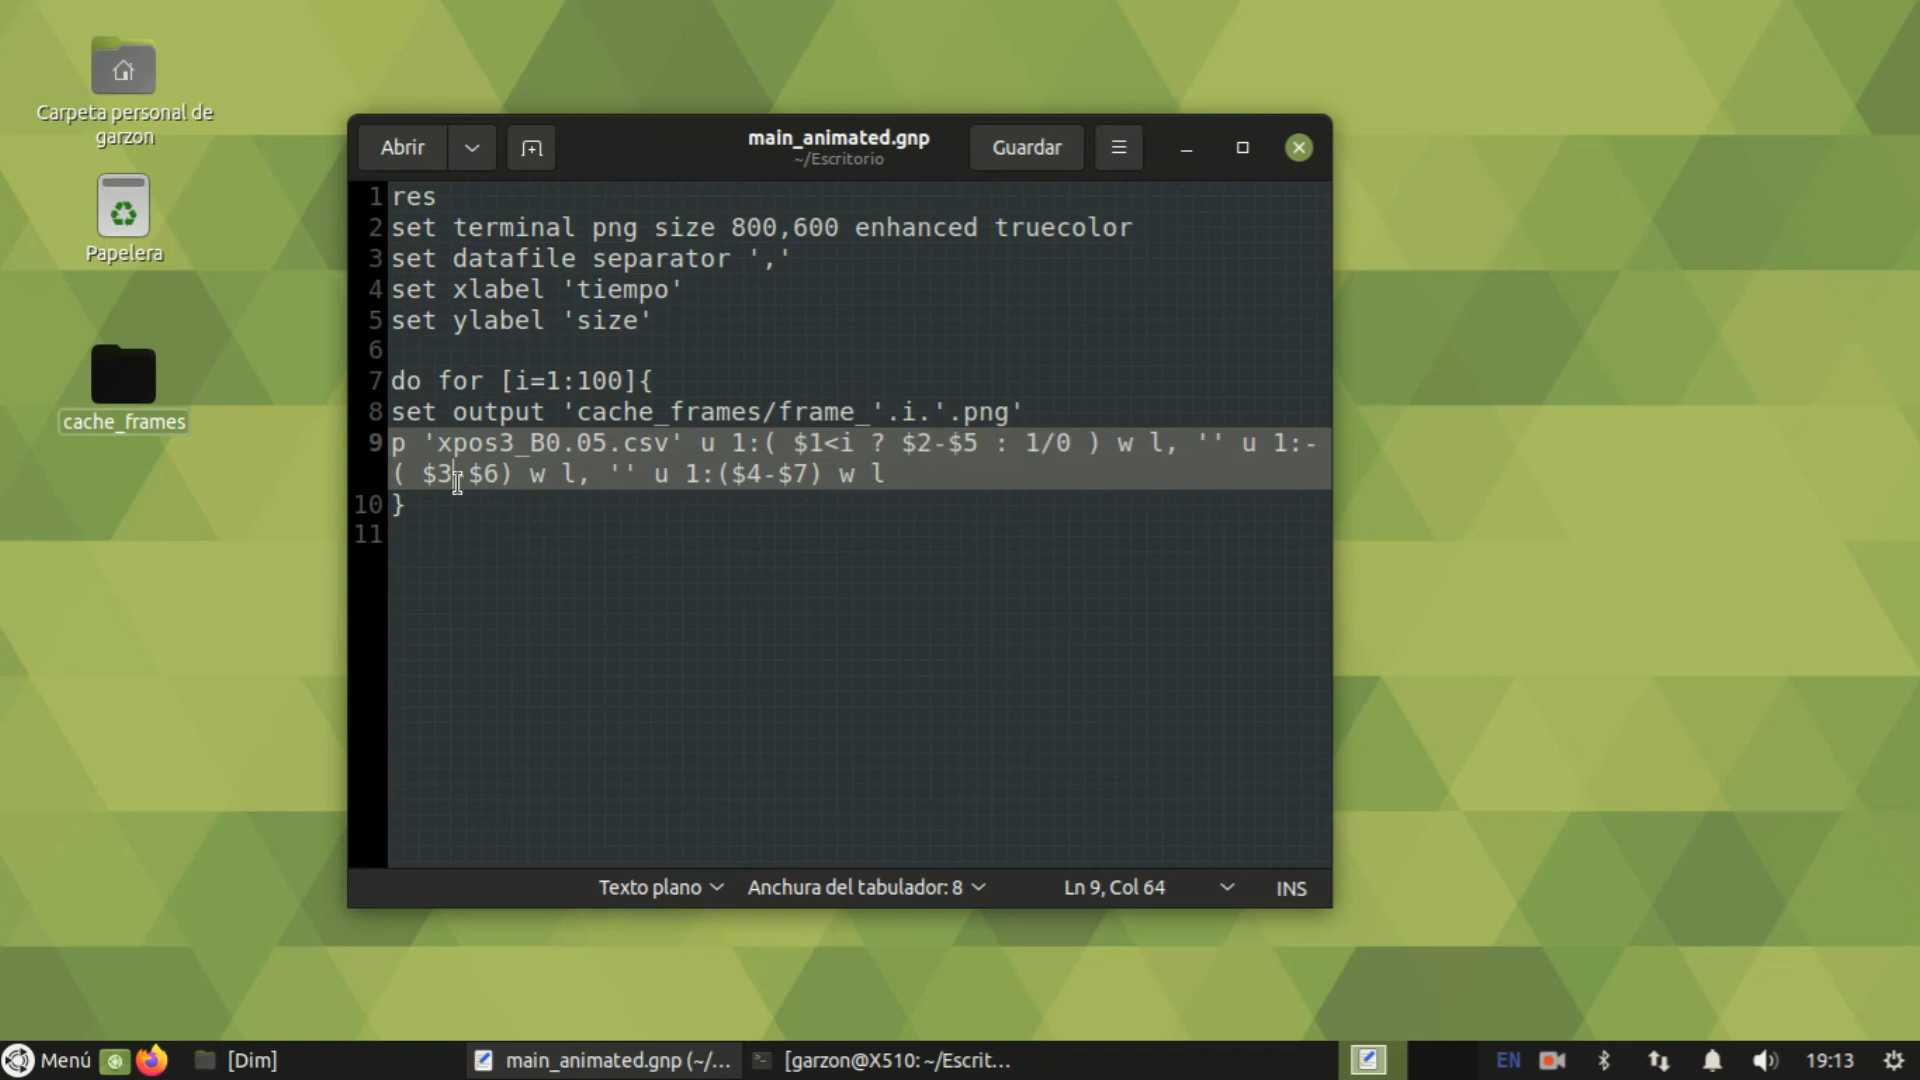 Carpeta personal de
garzon
Papelera
cache_frames
Abrir
main_animated.gnp
~/Escritorio
Guardar
1 res
2 set terminal png size 800,600 enhanced truecolor
3 set datafile separator ','
4 set xlabel 'tiempo'
5 set ylabel 'size'
6
7 do for [i=1:100]{
8 set output 'cache_frames/frame_'.i.'.png'
9 p 'xpos3_B0.05.csv' u 1:( $1<i ? $2-$5 : 1/0 ) w l, '' u 1:-
( $3-$6) w l, '' u 1:($4-$7) w l
10 }
11
Texto plano
Anchura del tabulador: 8
Ln 9, Col 64
INS
Menú
[Dim]
main_animated.gnp (~/...
[garzon@X510: ~/Escrit...
EN
19:13